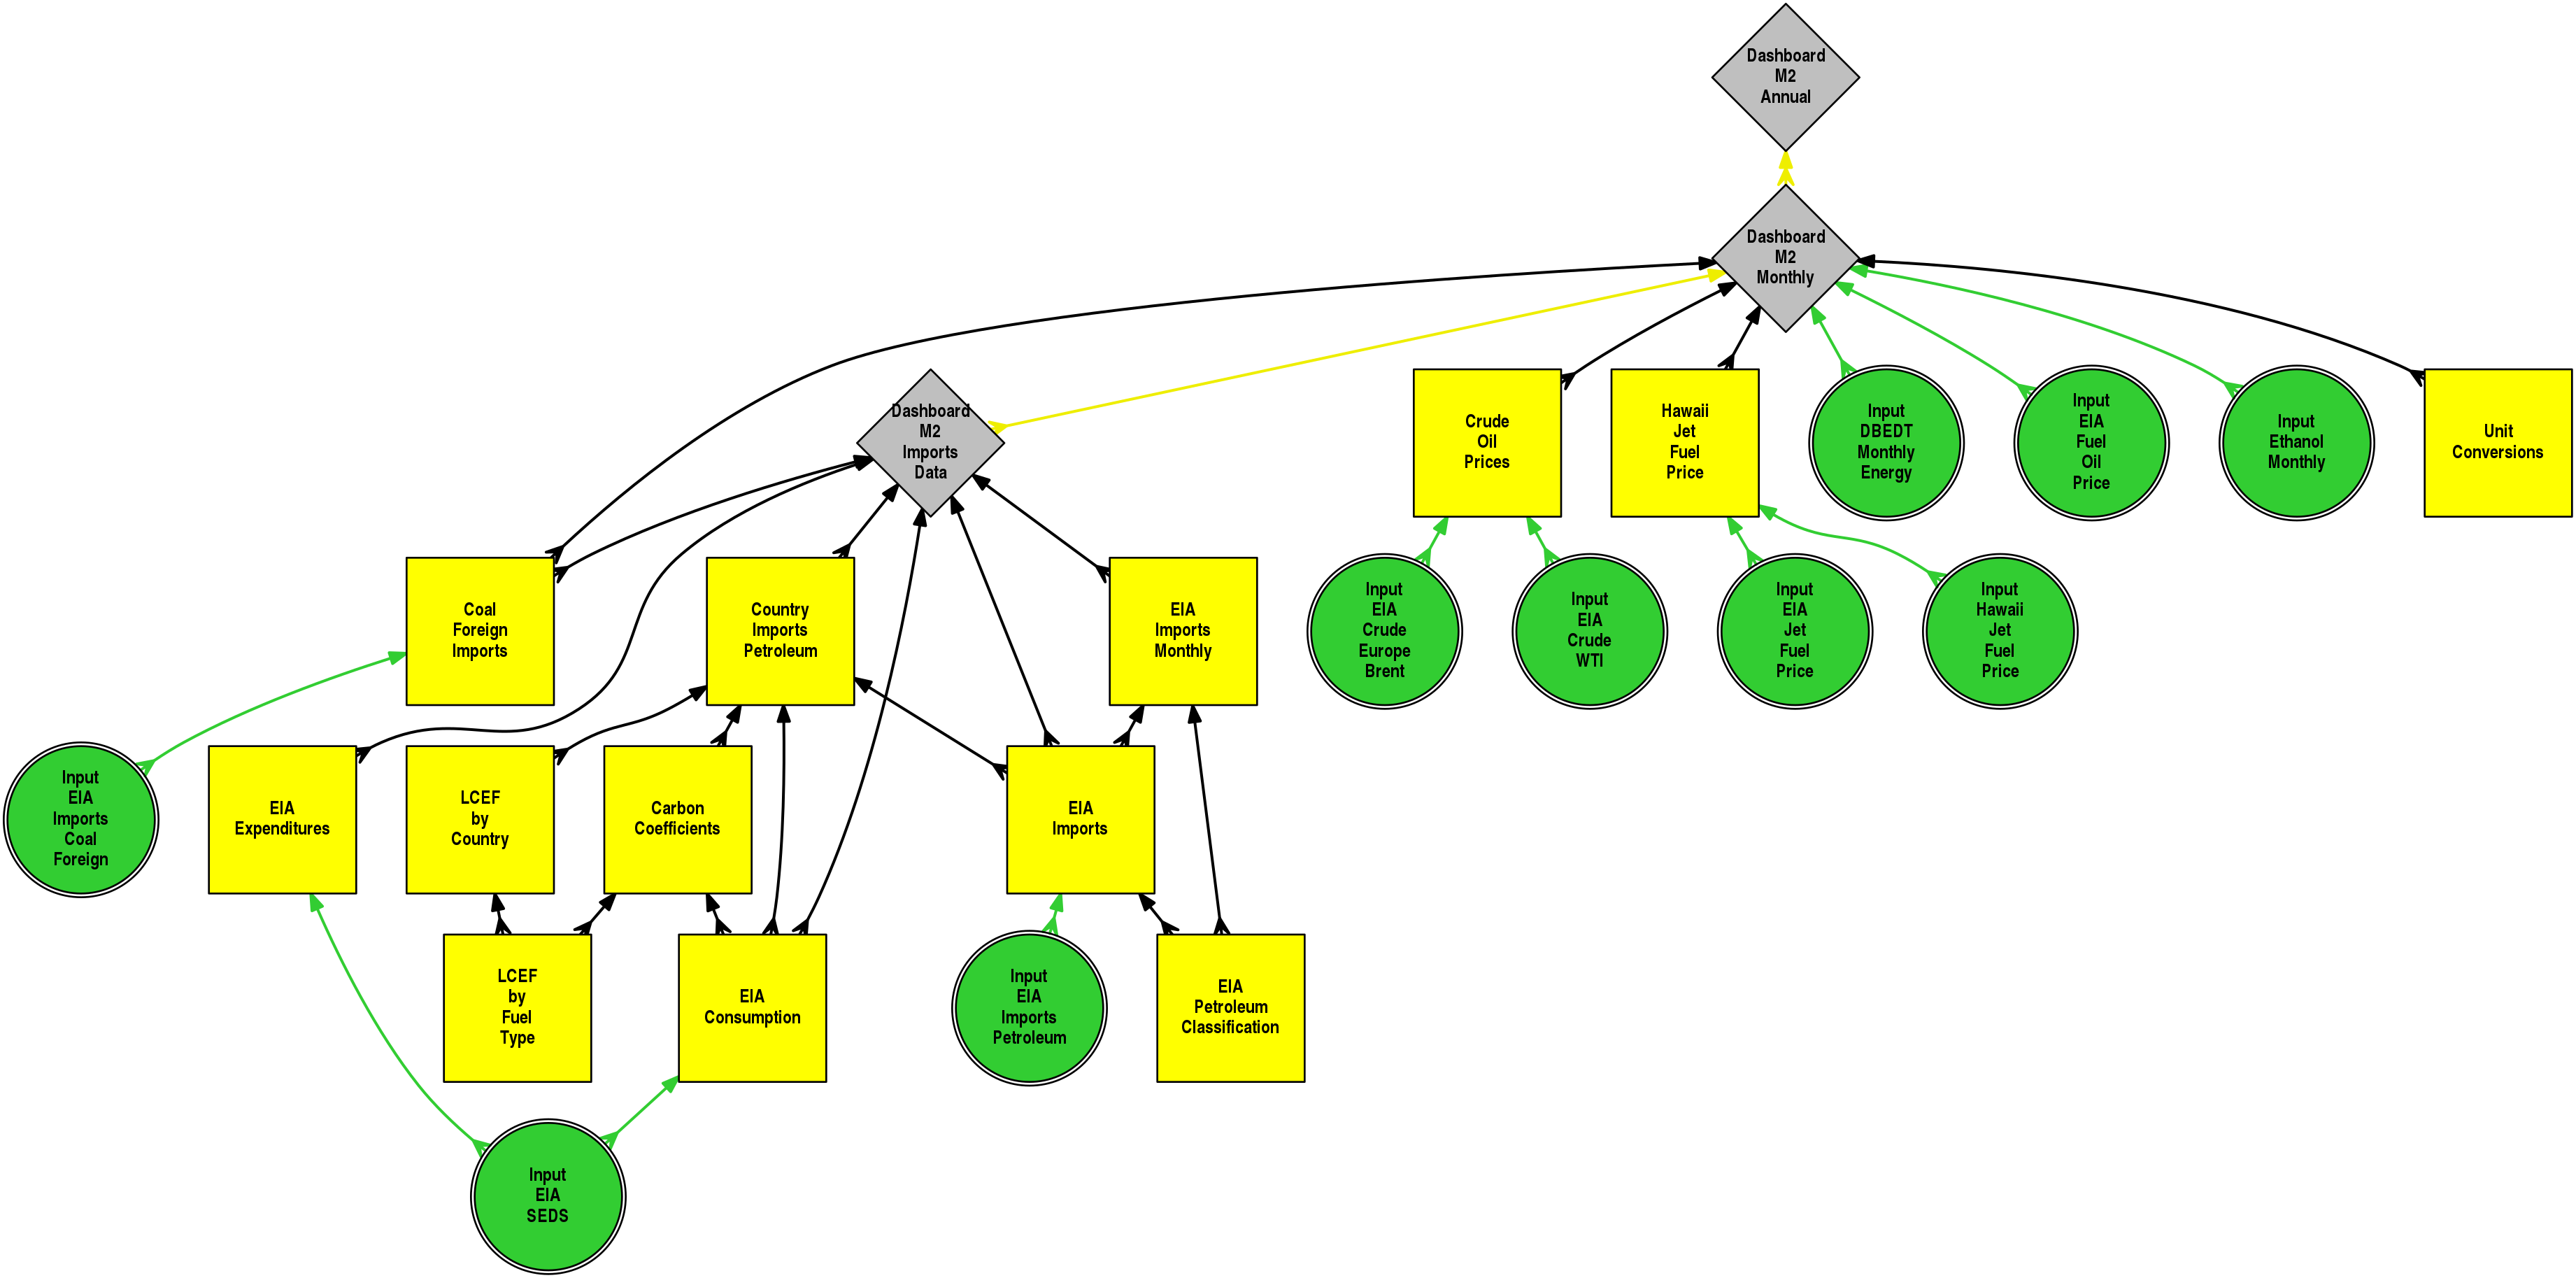 Dashboard
M2
Annual
Dashboard
M2
Monthly
Dashboard
M2
Imports
Data
Crude
Oil
Prices
Hawaii
Jet
Fuel
Price
Input
DBEDT
Monthly
Energy
Input
EIA
Fuel
Oil
Price
Input
Ethanol
Monthly
Unit
Conversions
Coal
Foreign
Imports
Country
Imports
Petroleum
EIA
Imports
Monthly
Input
EIA
Crude
Europe
Brent
Input
EIA
Crude
WTI
Input
EIA
Jet
Fuel
Price
Input
Hawaii
Jet
Fuel
Price
Input
EIA
Imports
Coal
Foreign
EIA
Expenditures
LCEF
by
Country
Carbon
Coefficients
EIA
Imports
LCEF
by
Fuel
Type
EIA
Consumption
Input
EIA
Imports
Petroleum
EIA
Petroleum
Classification
Input
EIA
SEDS